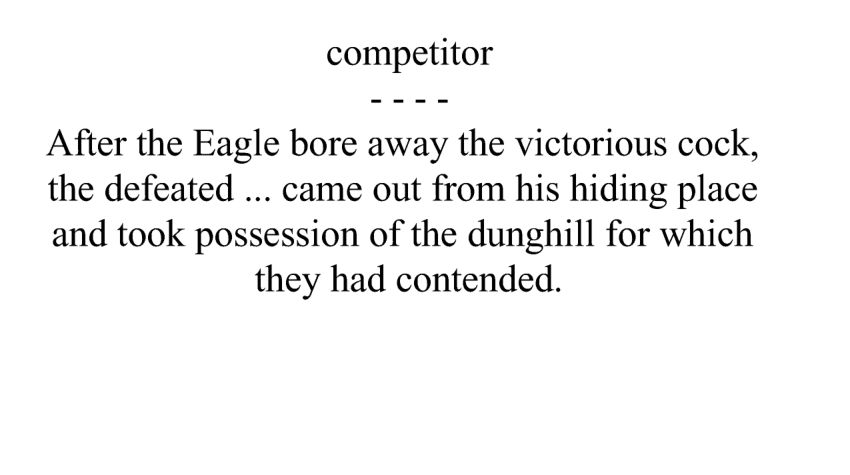 competitor
- - - -
After the Eagle bore away the victorious cock,
the defeated ... came out from his hiding place
and took possession of the dunghill for which
they had contended.